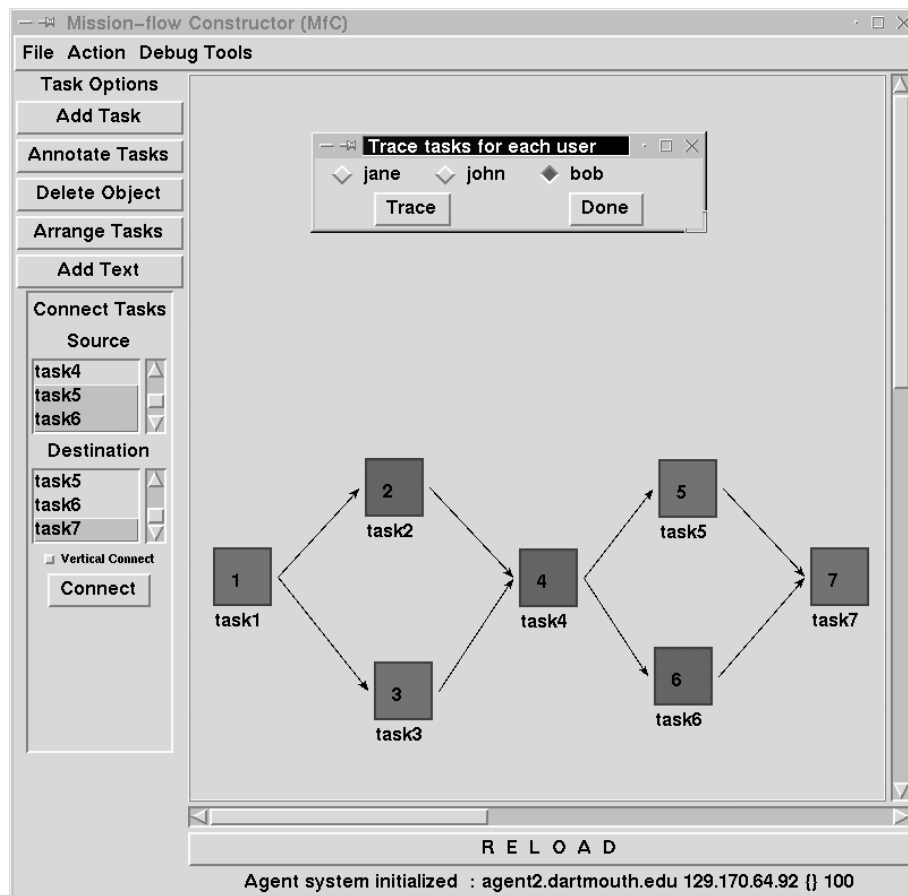 Mission-flow Constructor (MfC)
File Action Debug Tools
Task Options
Add Task
Annotate Tasks
Delete Object
Arrange Tasks
Add Text
Connect Tasks
Source
task4
task5
task6
Destination
task5
task6
task7
Vertical Connect
Connect
Trace tasks for each user
jane john bob
Trace Done
1
task1
2
task2
3
task3
4
task4
5
task5
6
task6
7
task7
R E L O A D
Agent system initialized : agent2.dartmouth.edu 129.170.64.92 {} 100